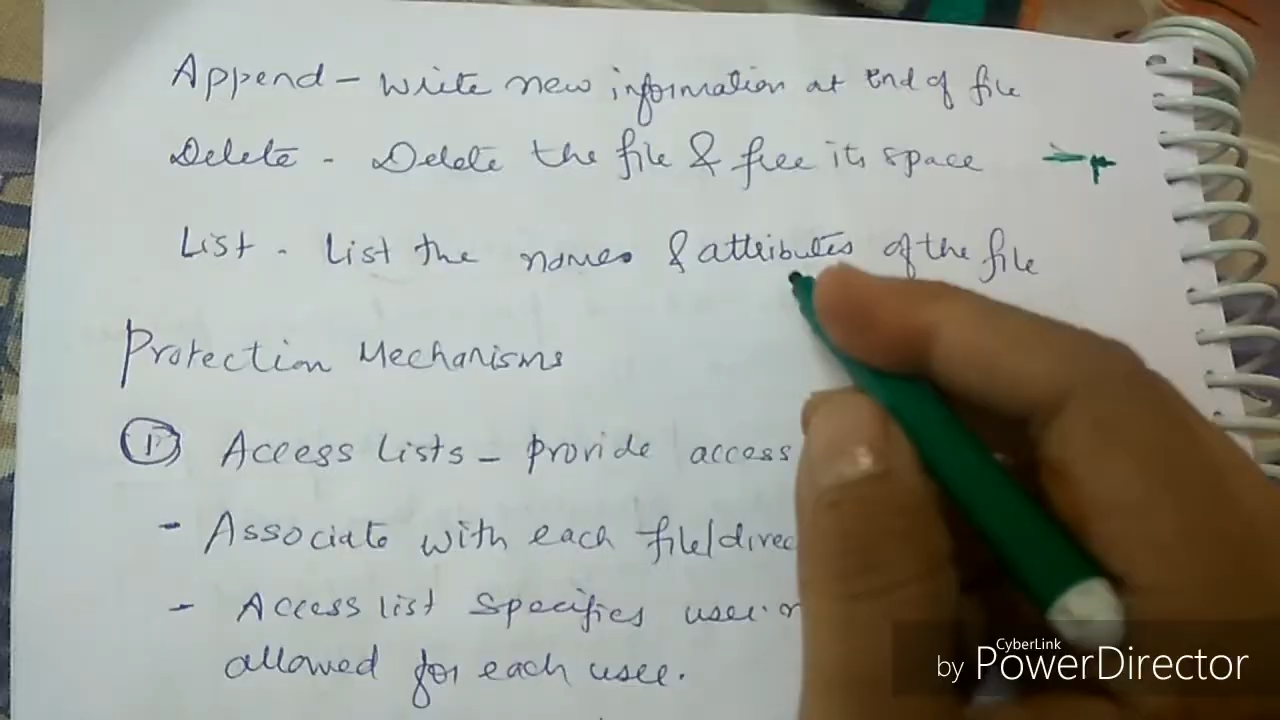 Append - Write new information at End of file
Delete - Delete the file & free its space
List - List the names & attributes of the file
Protection Mechanisms
① Access Lists - provide access
- Associate with each file/direc
- Access list specifies user
allowed for each user.
CyberLink
by PowerDirector